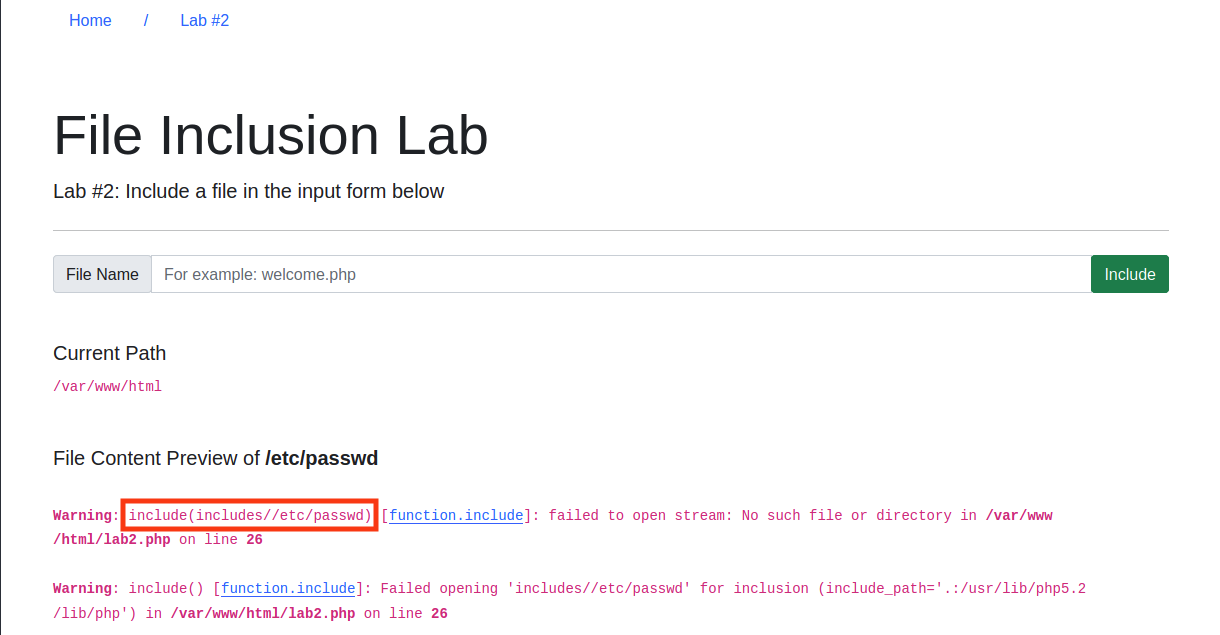 Home / Lab #2
File Inclusion Lab
Lab #2: Include a file in the input form below
File Name For example: welcome.php Include
Current Path
/var/www/html
File Content Preview of /etc/passwd
Warning: include(includes//etc/passwd) [function.include]: failed to open stream: No such file or directory in /var/www
/html/lab2.php on line 26
Warning: include() [function.include]: Failed opening 'includes//etc/passwd' for inclusion (include_path='.:/usr/lib/php5.2
/lib/php') in /var/www/html/lab2.php on line 26